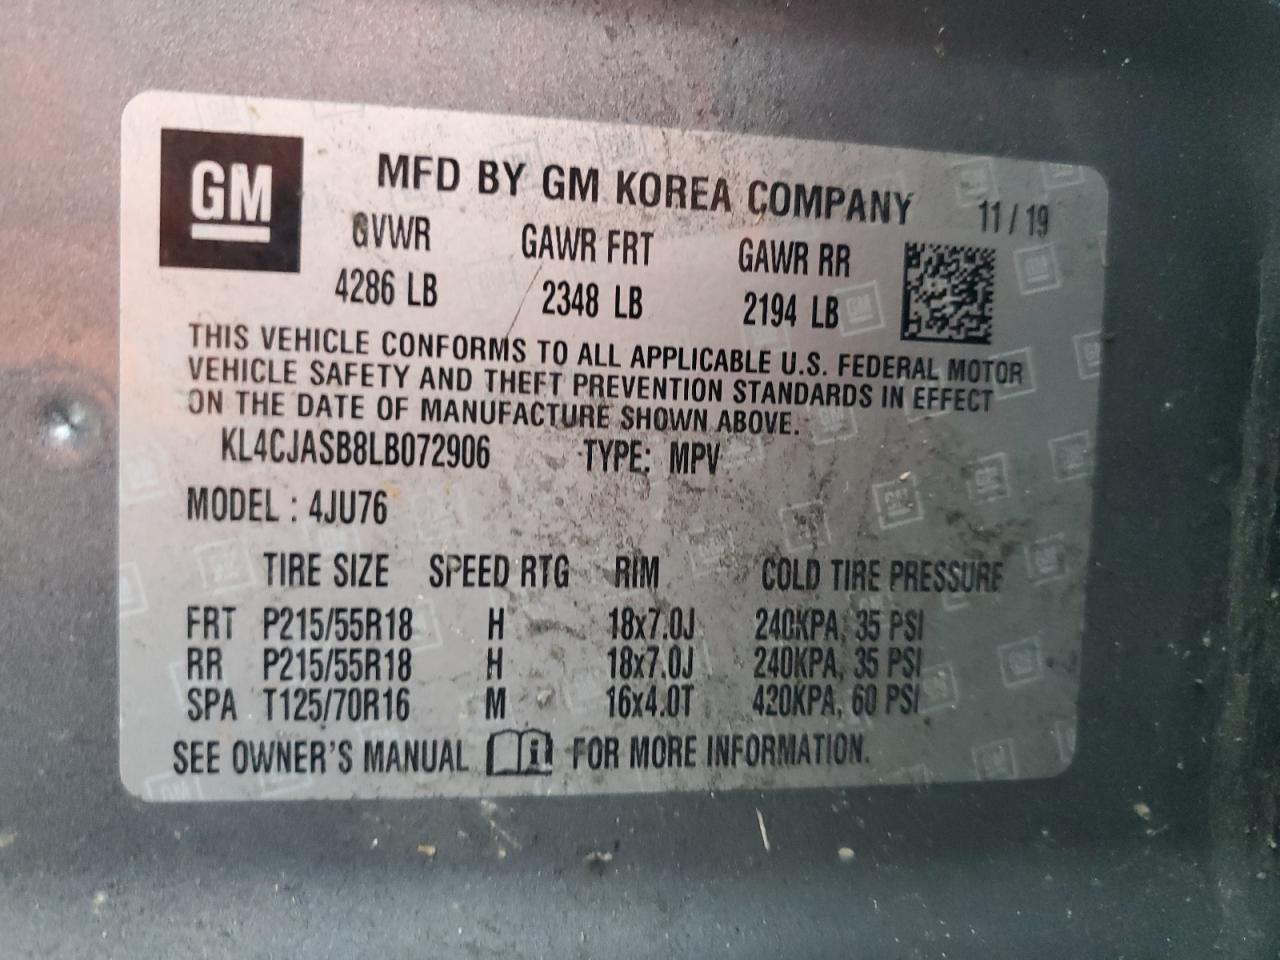 GM
MFD BY GM KOREA COMPANY 11 / 19
GVWR GAWR FRT GAWR RR
4286 LB 2348 LB 2194 LB
THIS VEHICLE CONFORMS TO ALL APPLICABLE U.S. FEDERAL MOTOR
VEHICLE SAFETY AND THEFT PREVENTION STANDARDS IN EFFECT
ON THE DATE OF MANUFACTURE SHOWN ABOVE.
KL4CJASB8LB072906 TYPE: MPV
MODEL : 4JU76
TIRE SIZE SPEED RTG RIM COLD TIRE PRESSURE
FRT P215/55R18 H 18x7.0J 240KPA, 35 PSI
RR P215/55R18 H 18x7.0J 240KPA, 35 PSI
SPA T125/70R16 M 16x4.0T 420KPA, 60 PSI
SEE OWNER'S MANUAL i FOR MORE INFORMATION.